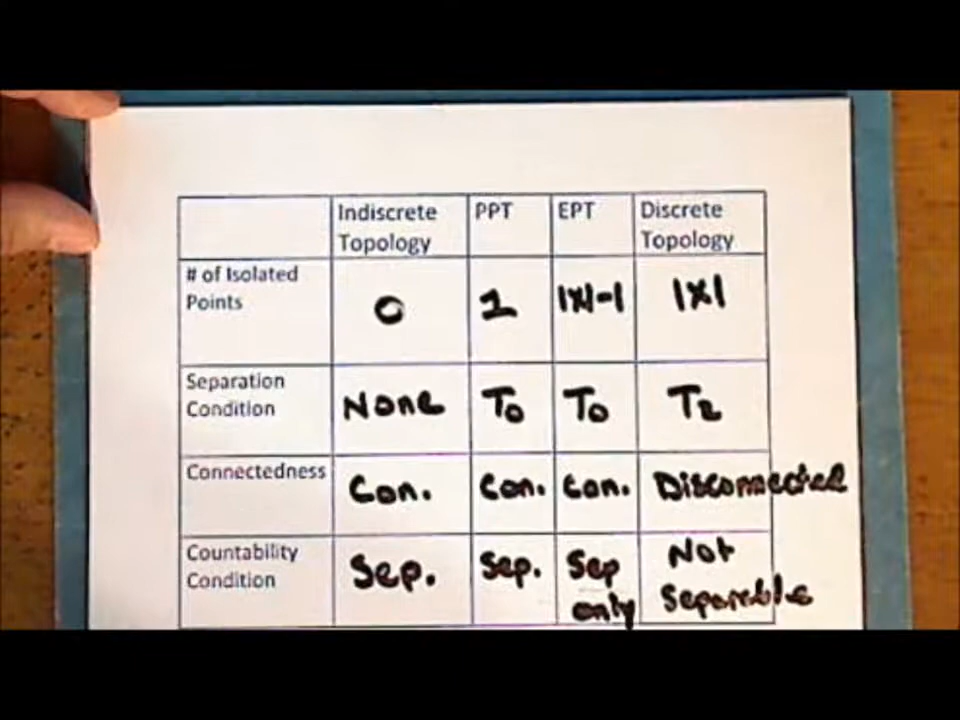 Indiscrete Topology PPT EPT Discrete Topology
# of Isolated Points 0 1 |X|-1 |X|
Separation Condition None T0 T0 T2
Connectedness Con. Con. Con. Disconnected
Countability Condition Sep. Sep. Sep only Not Separable